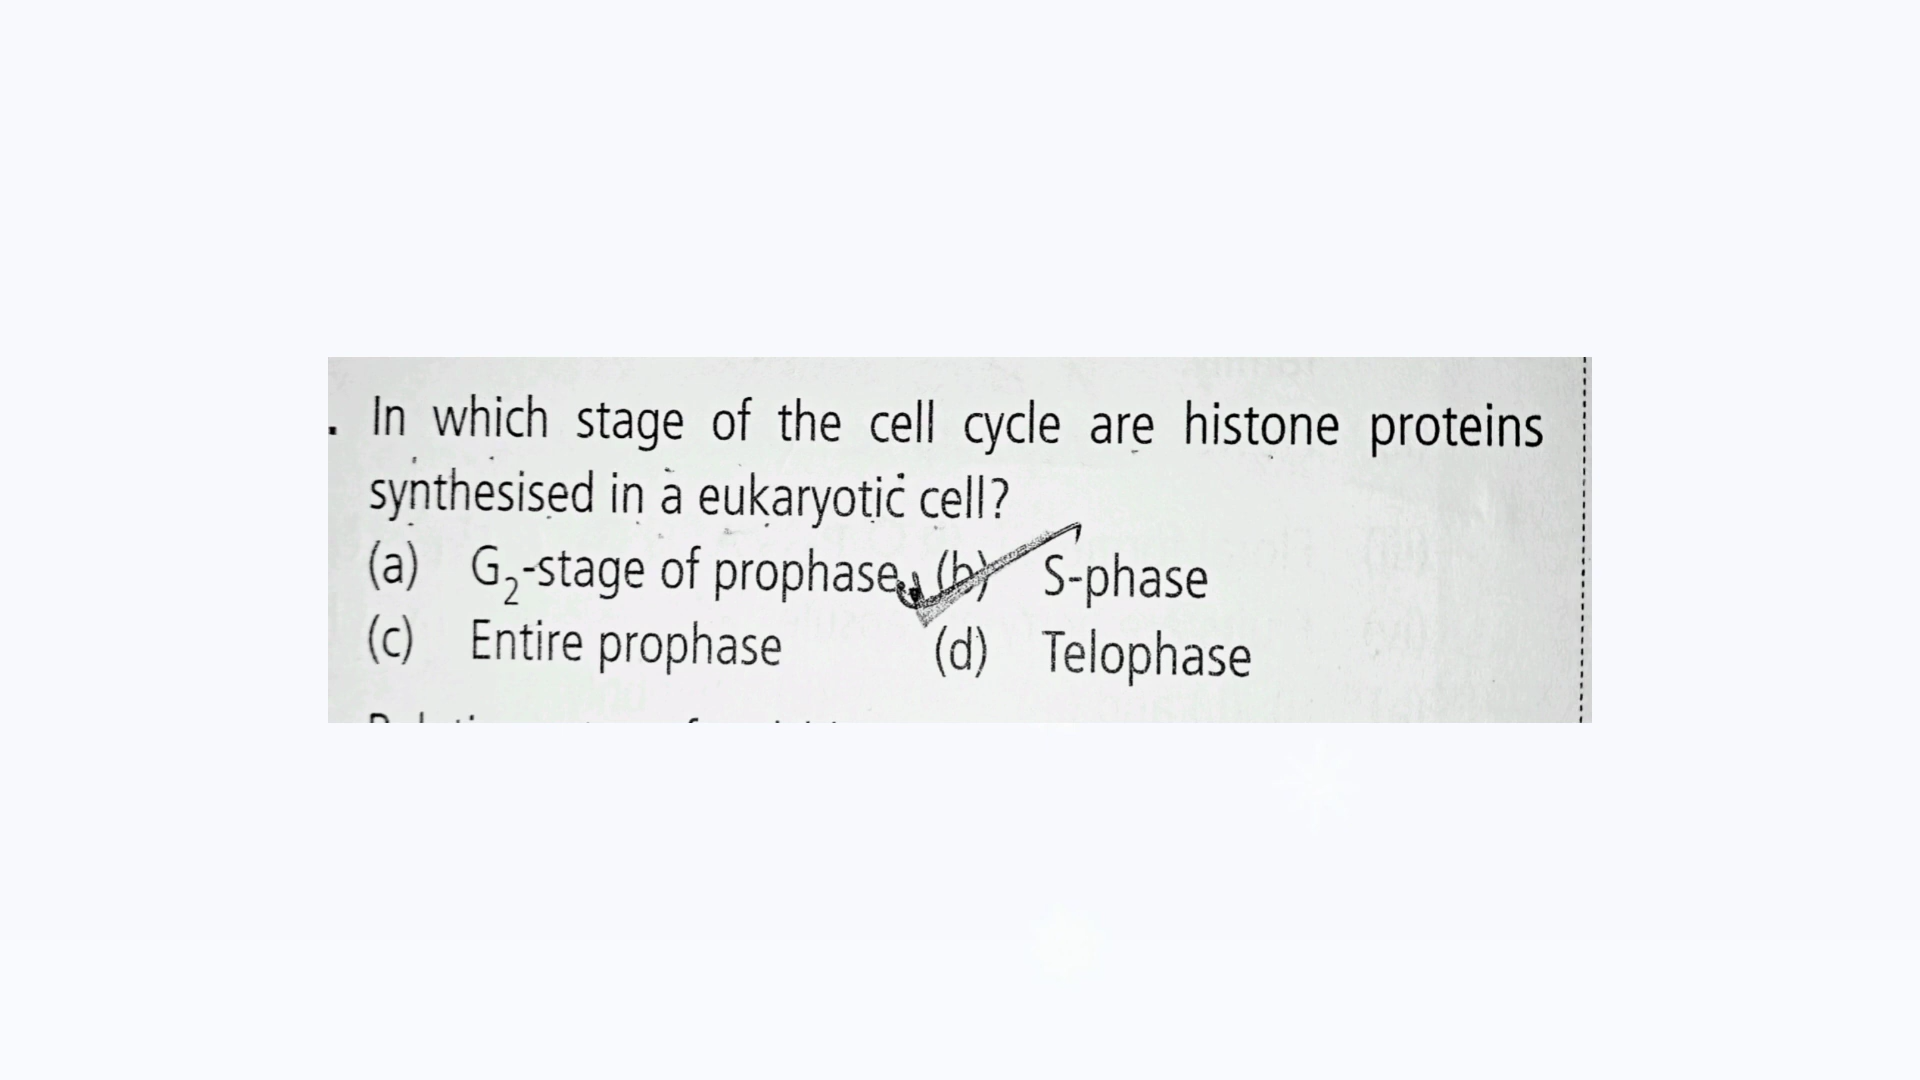 . In which stage of the cell cycle are histone proteins
synthesised in a eukaryotic cell?
(a) G₂-stage of prophase (b) S-phase
(c) Entire prophase (d) Telophase